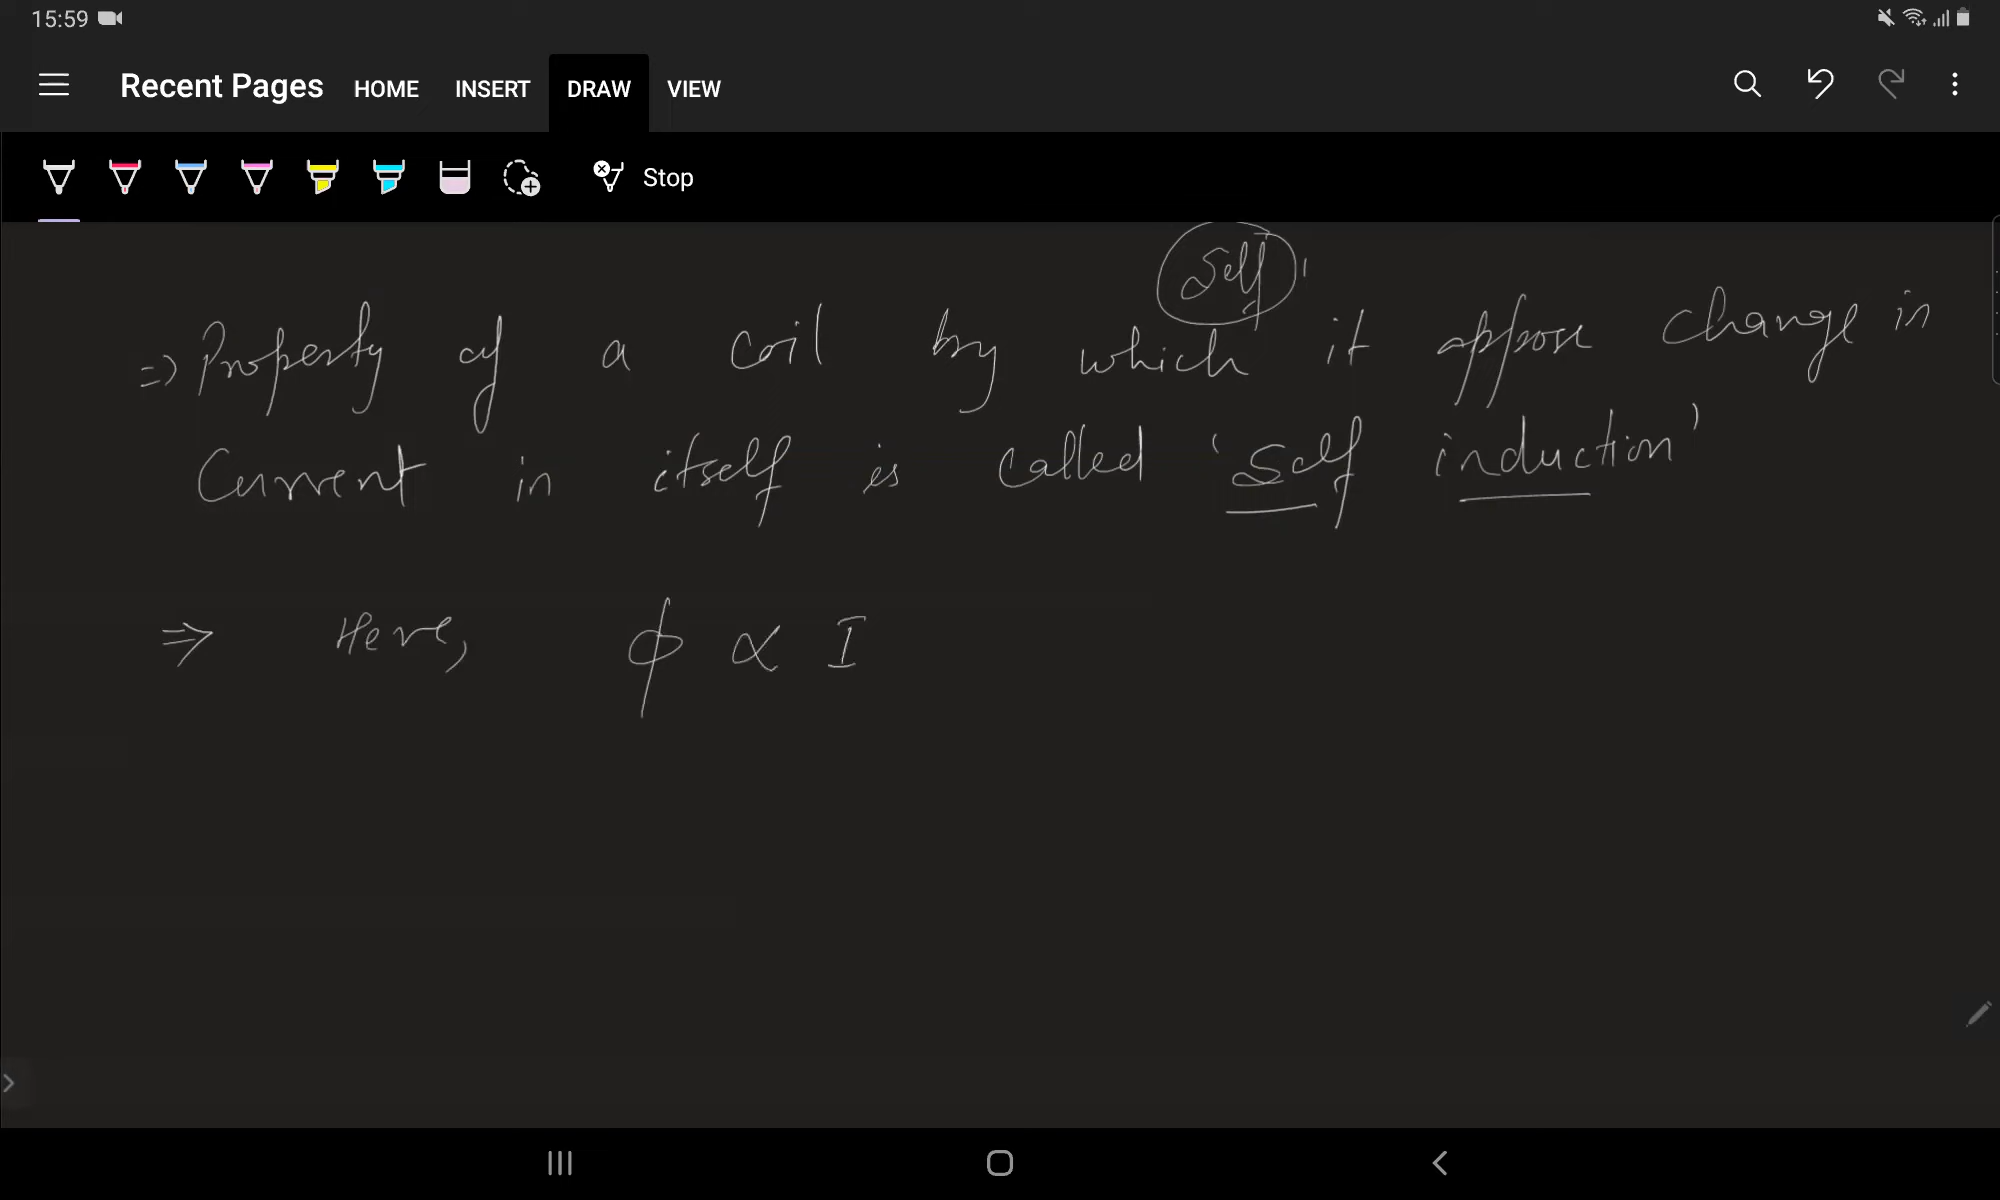 15:59
Recent Pages HOME INSERT DRAW VIEW
Stop
Self'
=> Property of a coil by which it oppose change in
Current in itself is called 'Self induction'
=> Here, ϕ ∝ I